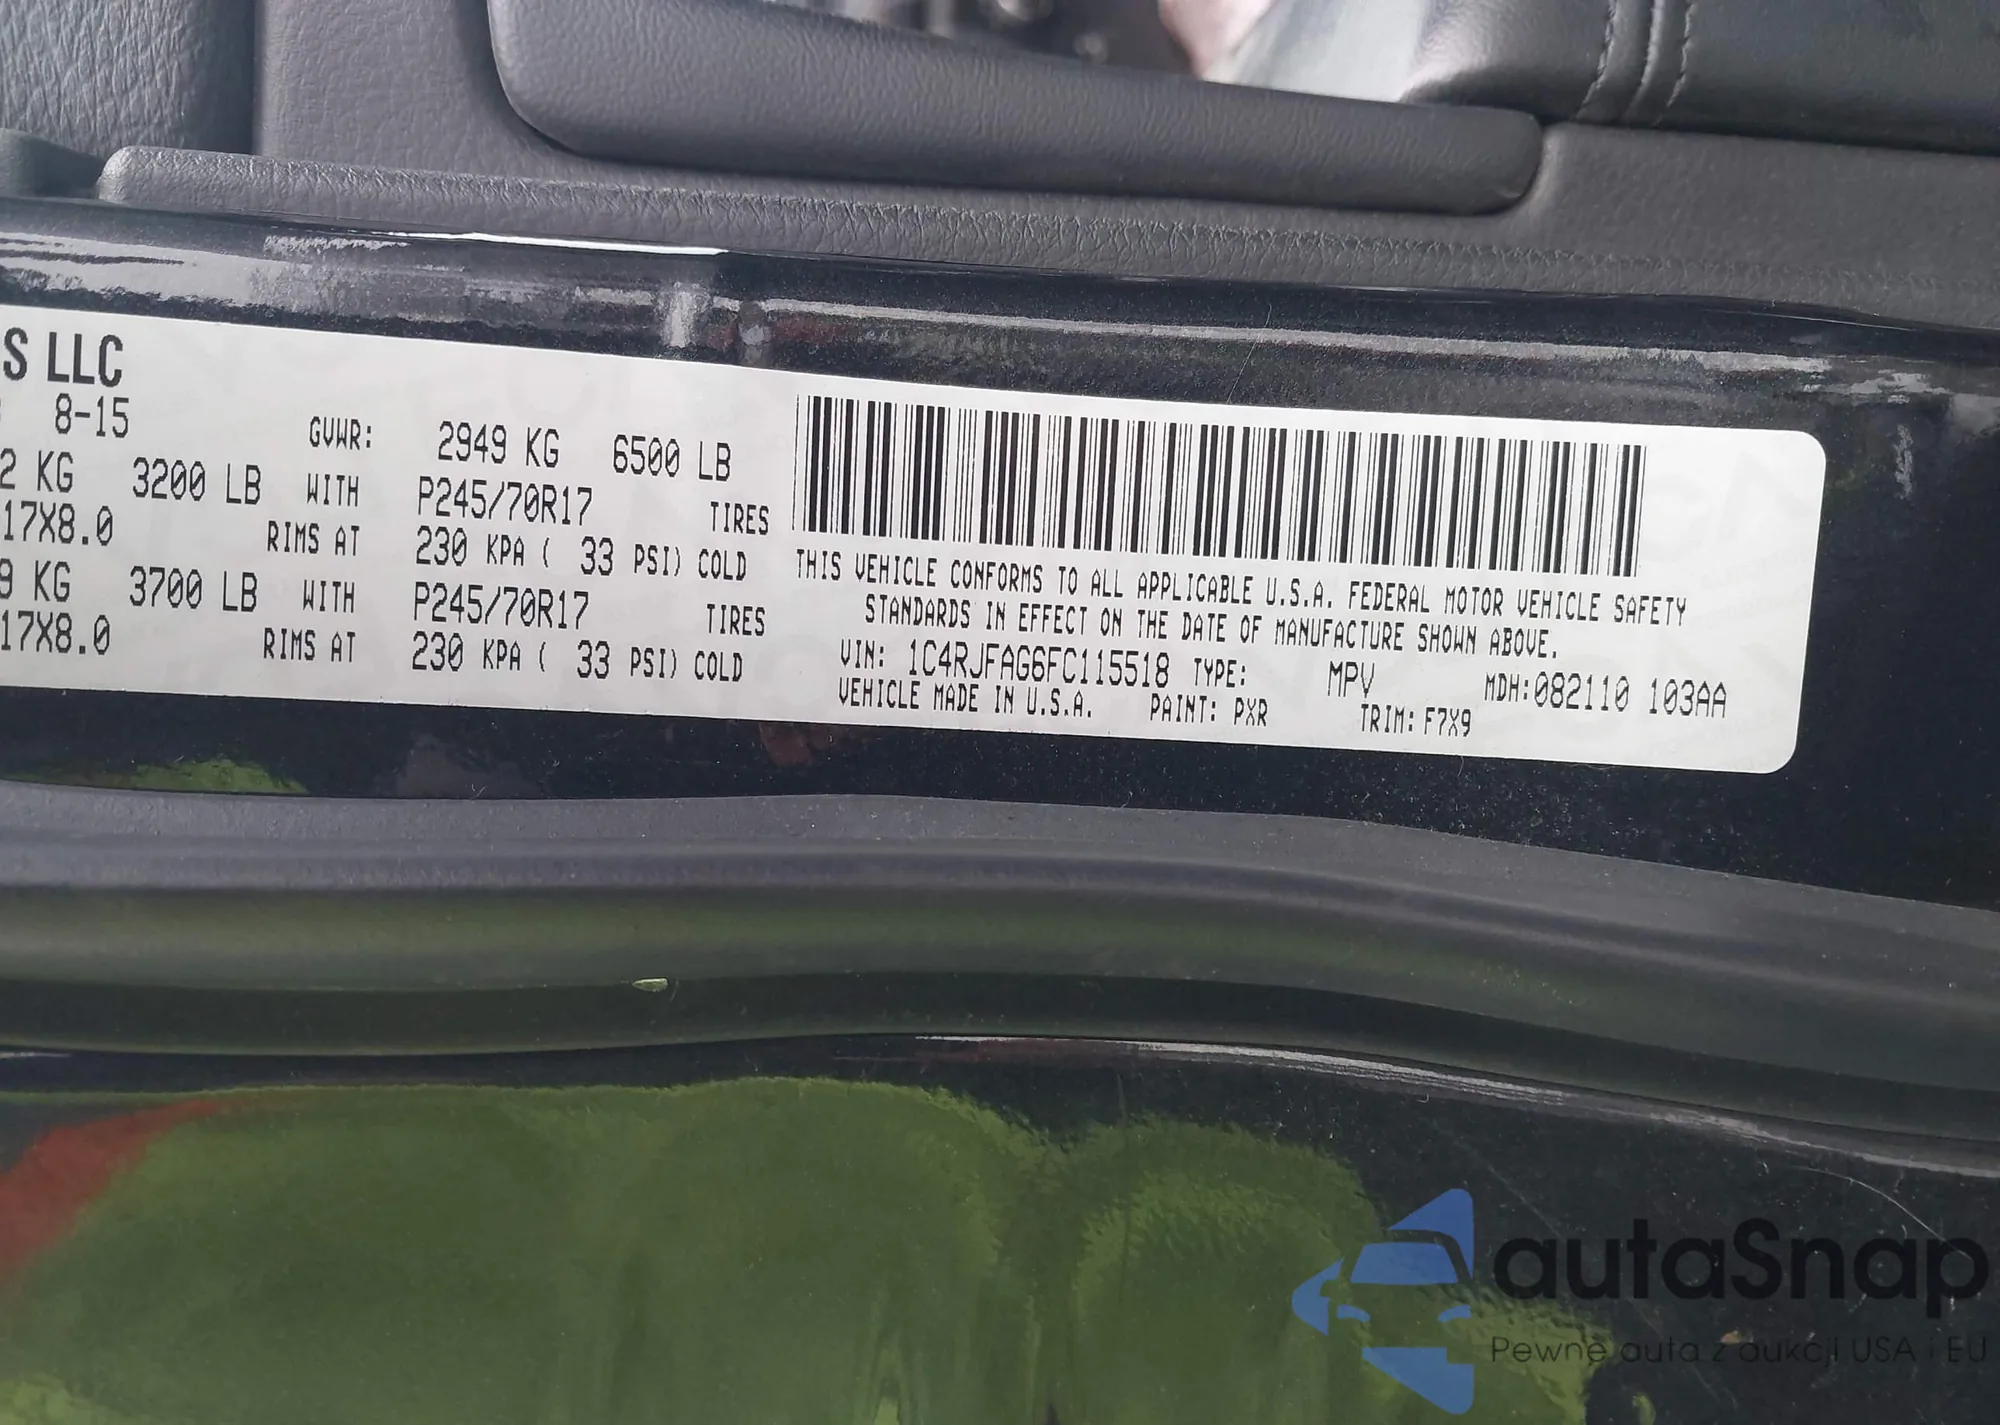 S LLC
8-15
GVWR: 2949 KG 6500 LB
2 KG 3200 LB WITH P245/70R17 TIRES
17X8.0 RIMS AT 230 KPA ( 33 PSI) COLD
9 KG 3700 LB WITH P245/70R17 TIRES
17X8.0 RIMS AT 230 KPA ( 33 PSI) COLD
THIS VEHICLE CONFORMS TO ALL APPLICABLE U.S.A. FEDERAL MOTOR VEHICLE SAFETY
STANDARDS IN EFFECT ON THE DATE OF MANUFACTURE SHOWN ABOVE.
VIN: 1C4RJFAG6FC115518 TYPE: MPV MDH:082110 103AA
VEHICLE MADE IN U.S.A. PAINT: PXR TRIM: F7X9
autaSnap
Pewne auta z aukcji USA i EU